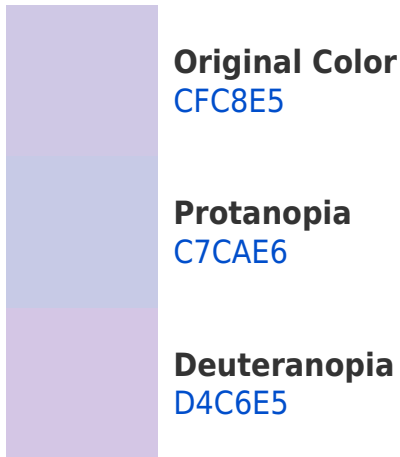 Original Color
CFC8E5
Protanopia
C7CAE6
Deuteranopia
D4C6E5